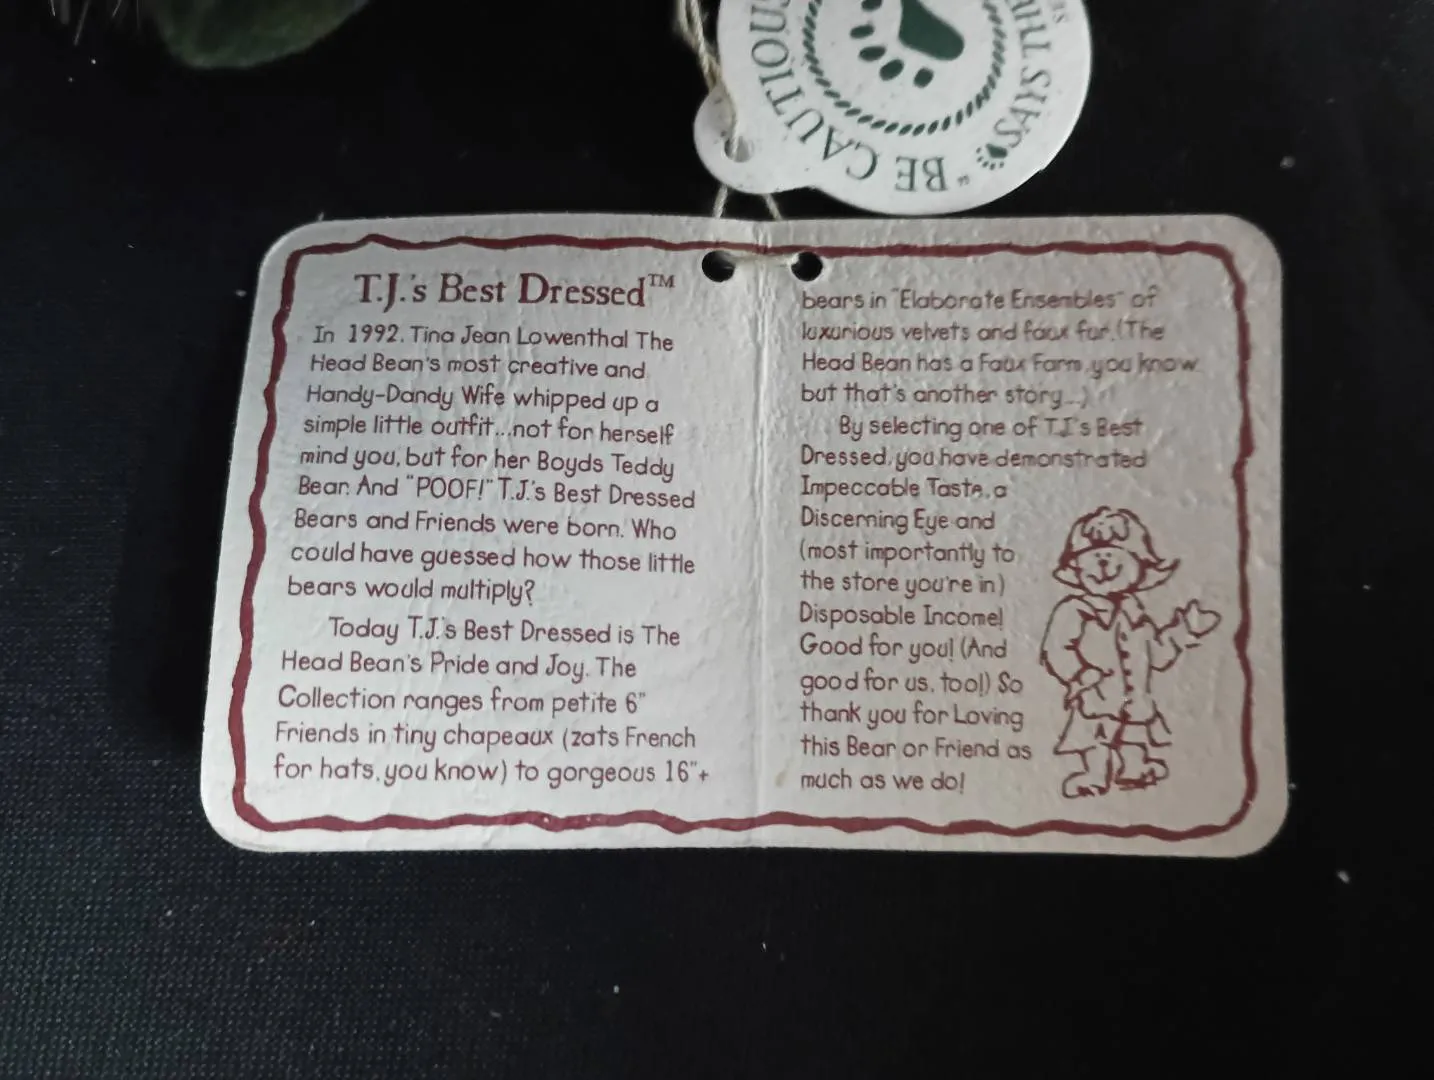 "BE CAUTIOUS
SAYS THE
SE
T.J.'s Best Dressed™
In 1992, Tina Jean Lowenthal The
Head Bean's most creative and
Handy-Dandy Wife whipped up a
simple little outfit...not for herself
mind you, but for her Boyds Teddy
Bear. And "POOF!" T.J.'s Best Dressed
Bears and Friends were born. Who
could have guessed how those little
bears would multiply?
Today T.J.'s Best Dressed is The
Head Bean's Pride and Joy. The
Collection ranges from petite 6"
Friends in tiny chapeaux (zats French
for hats, you know) to gorgeous 16"+
bears in "Elaborate Ensembles" of
luxurious velvets and faux fur. (The
Head Bean has a Faux Farm, you know
but that's another story...)
By selecting one of T.J.'s Best
Dressed, you have demonstrated
Impeccable Taste, a
Discerning Eye and
(most importantly to
the store you're in)
Disposable Income!
Good for you! (And
good for us, too!) So
thank you for Loving
this Bear or Friend as
much as we do!